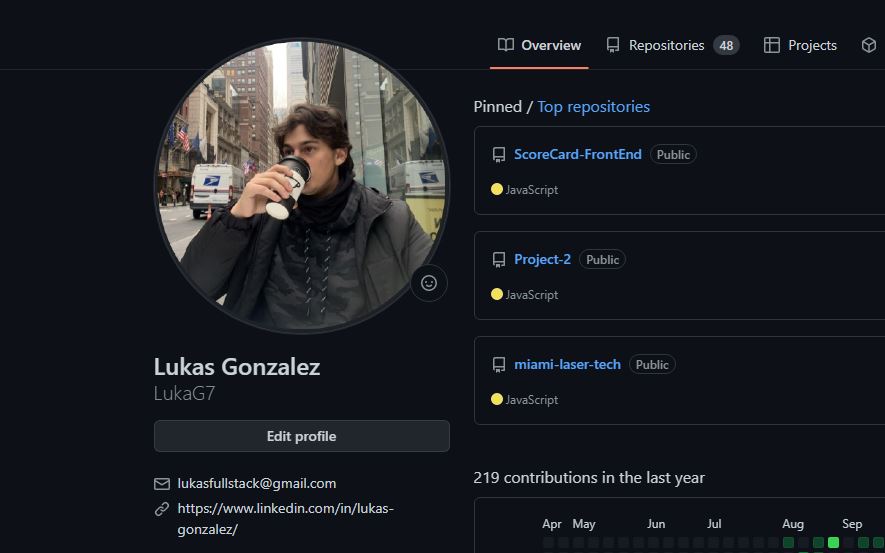 Overview
Repositories 48
Projects
Pinned / Top repositories
ScoreCard-FrontEnd Public
JavaScript
Project-2 Public
JavaScript
miami-laser-tech Public
JavaScript
Lukas Gonzalez
LukaG7
Edit profile
lukasfullstack@gmail.com
https://www.linkedin.com/in/lukas-
gonzalez/
219 contributions in the last year
Apr May Jun Jul Aug Sep